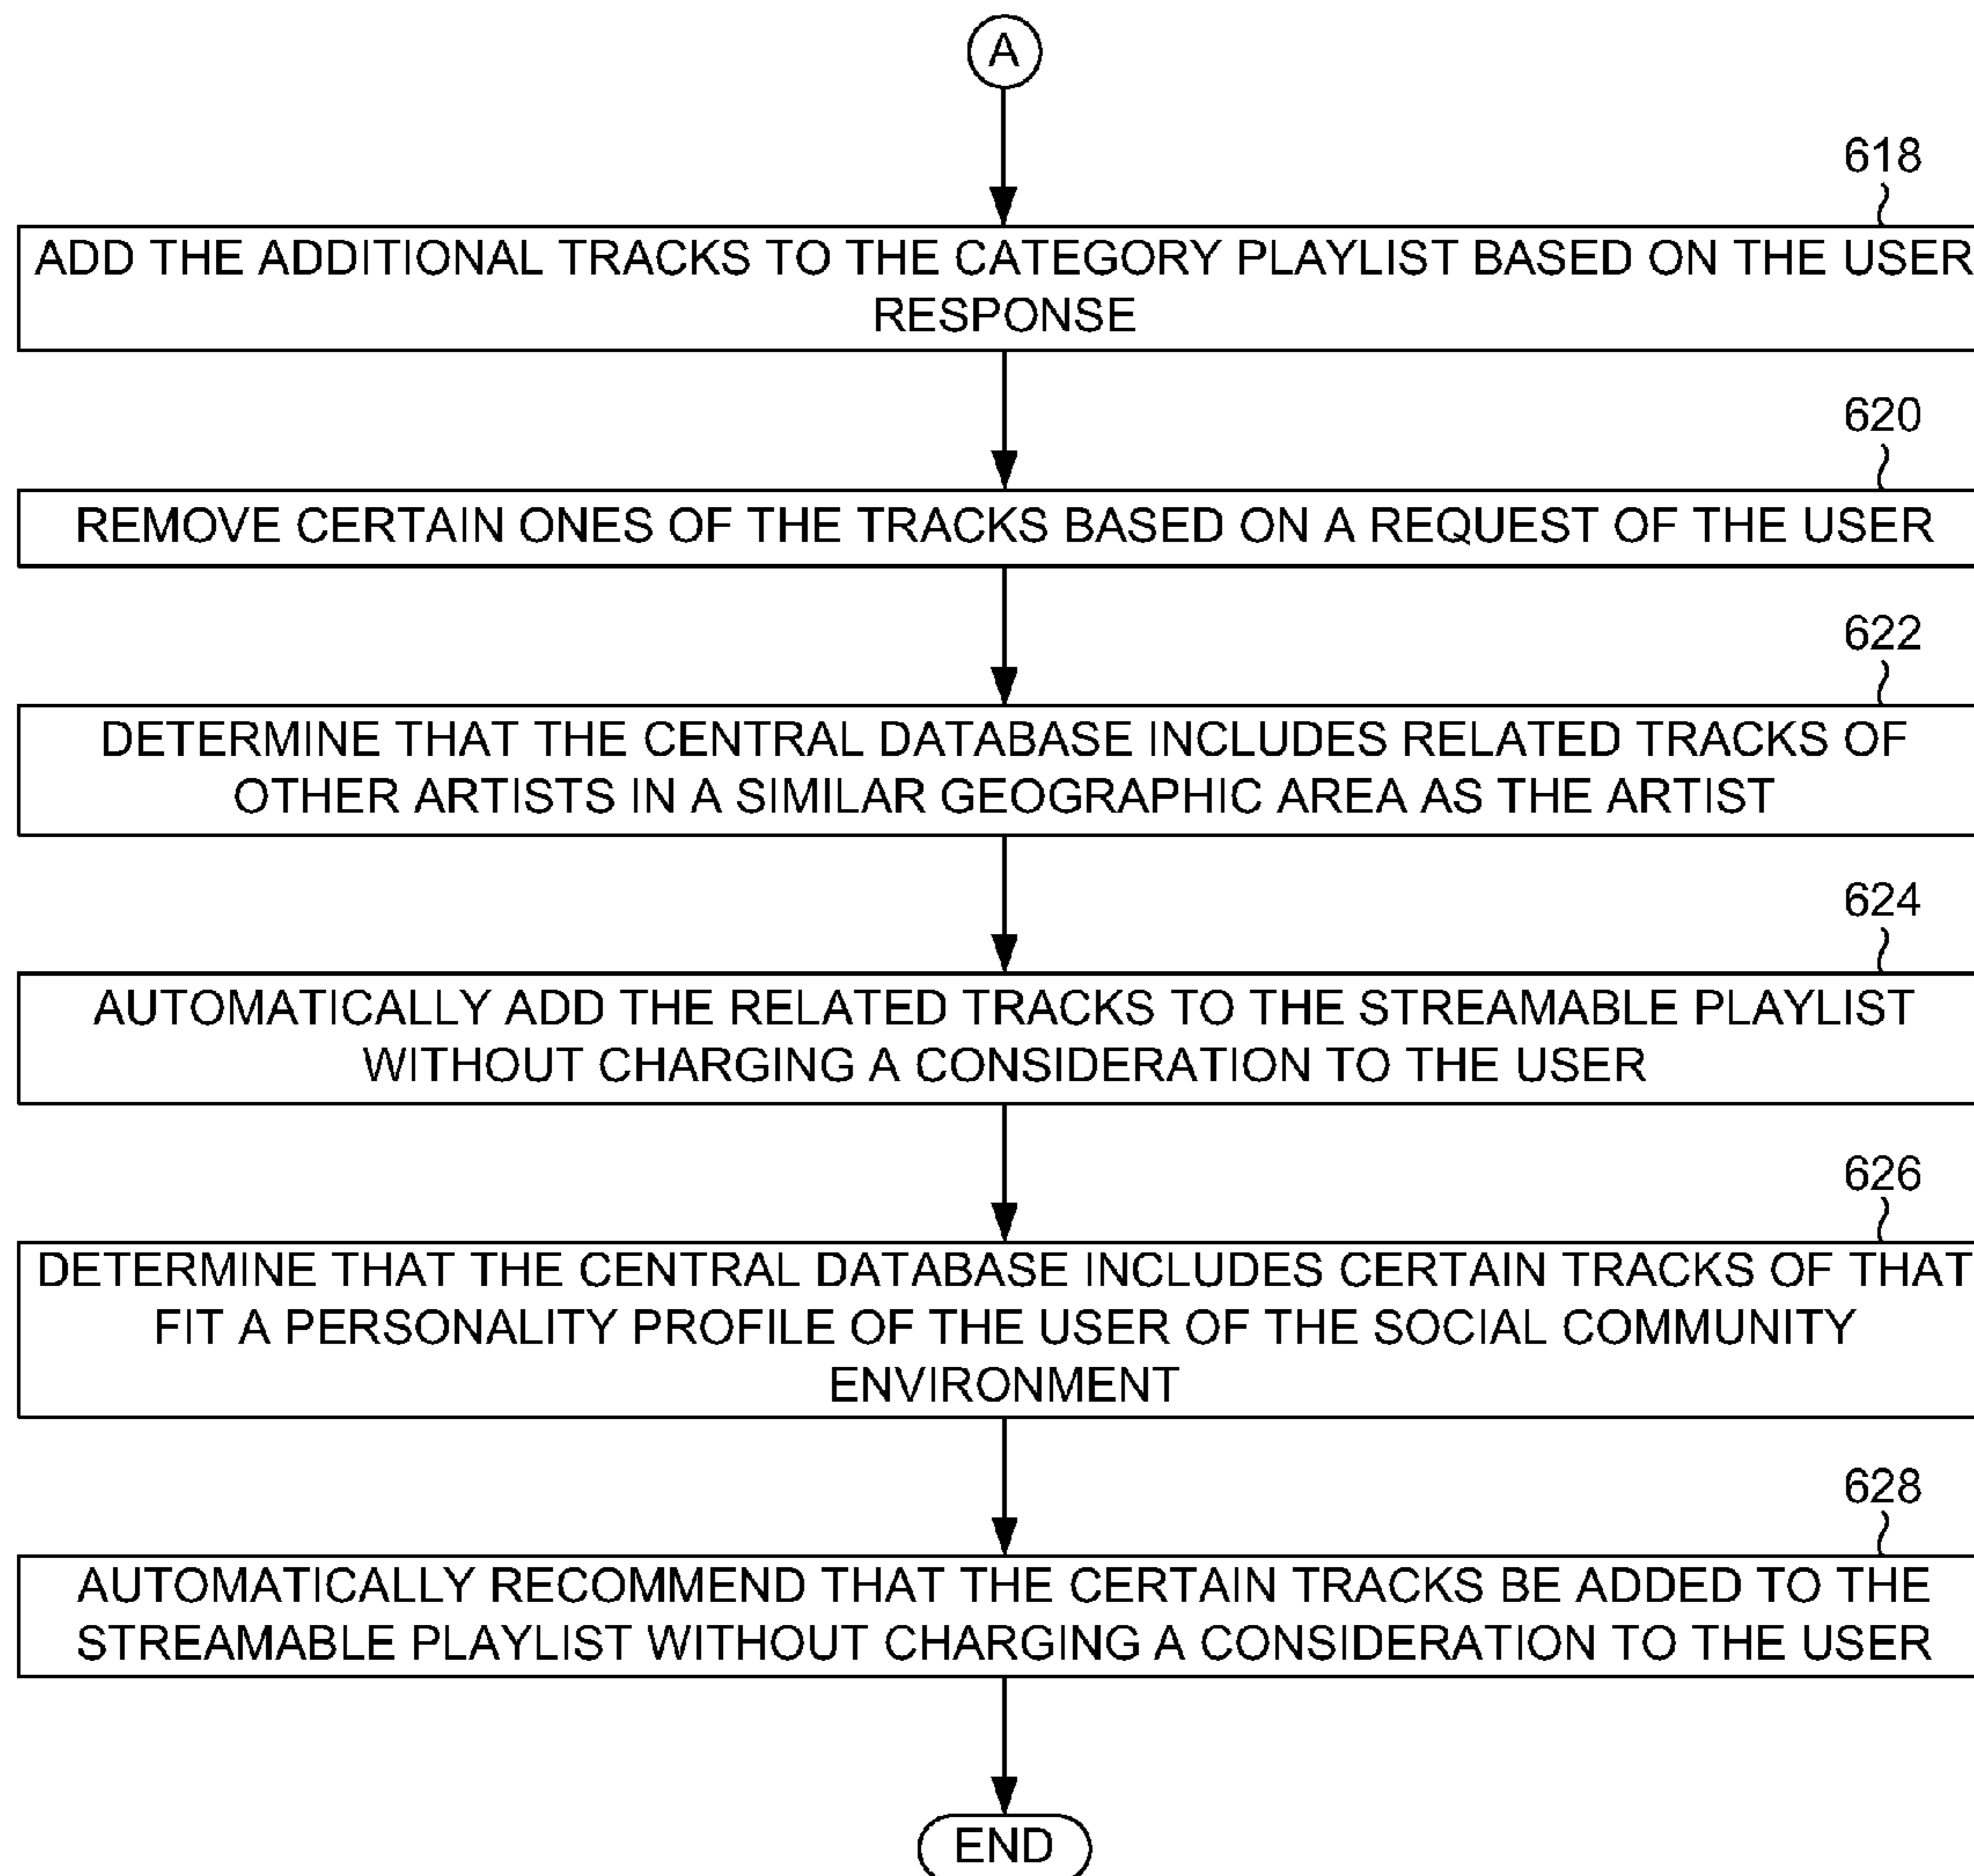 A
618
ADD THE ADDITIONAL TRACKS TO THE CATEGORY PLAYLIST BASED ON THE USER
RESPONSE
620
REMOVE CERTAIN ONES OF THE TRACKS BASED ON A REQUEST OF THE USER
622
DETERMINE THAT THE CENTRAL DATABASE INCLUDES RELATED TRACKS OF
OTHER ARTISTS IN A SIMILAR GEOGRAPHIC AREA AS THE ARTIST
624
AUTOMATICALLY ADD THE RELATED TRACKS TO THE STREAMABLE PLAYLIST
WITHOUT CHARGING A CONSIDERATION TO THE USER
626
DETERMINE THAT THE CENTRAL DATABASE INCLUDES CERTAIN TRACKS OF THAT
FIT A PERSONALITY PROFILE OF THE USER OF THE SOCIAL COMMUNITY
ENVIRONMENT
628
AUTOMATICALLY RECOMMEND THAT THE CERTAIN TRACKS BE ADDED TO THE
STREAMABLE PLAYLIST WITHOUT CHARGING A CONSIDERATION TO THE USER
END